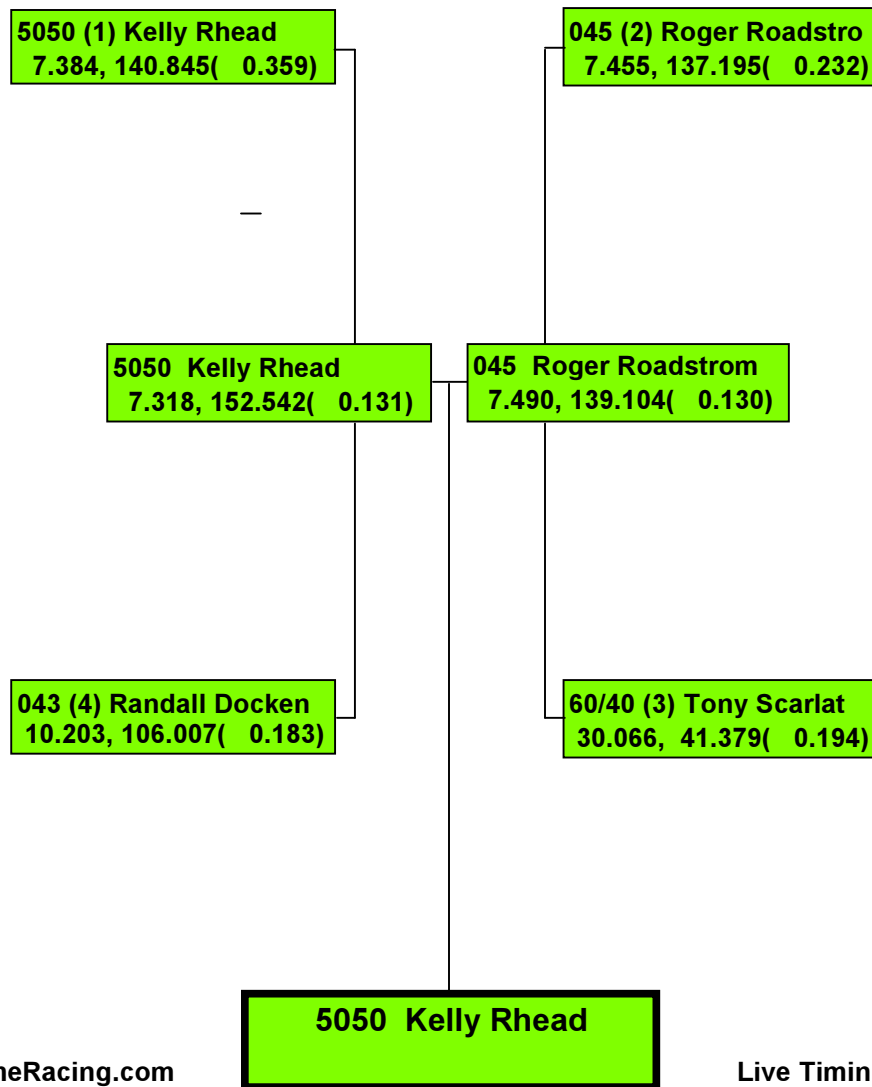 5050 (1) Kelly Rhead
7.384, 140.845( 0.359)
045 (2) Roger Roadstro
7.455, 137.195( 0.232)
5050 Kelly Rhead
7.318, 152.542( 0.131)
045 Roger Roadstrom
7.490, 139.104( 0.130)
043 (4) Randall Docken
10.203, 106.007( 0.183)
60/40 (3) Tony Scarlat
30.066, 41.379( 0.194)
5050 Kelly Rhead
neRacing.com
Live Timin